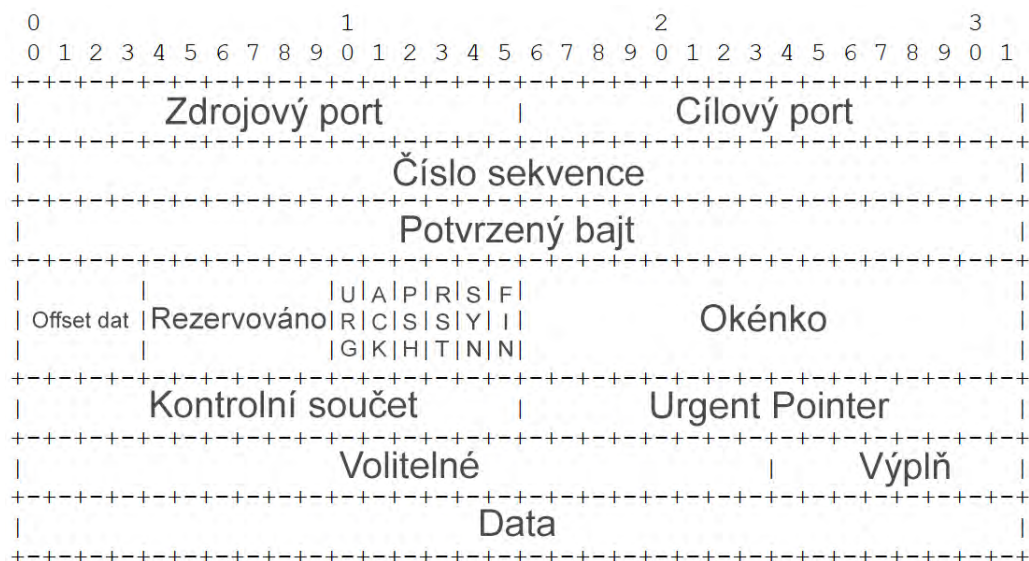 0 1 2 3
0 1 2 3 4 5 6 7 8 9 0 1 2 3 4 5 6 7 8 9 0 1 2 3 4 5 6 7 8 9 0 1
+-+-+-+-+-+-+-+-+-+-+-+-+-+-+-+-+-+-+-+-+-+-+-+-+-+-+-+-+-+-+-+-+
| Zdrojový port | Cílový port |
+-+-+-+-+-+-+-+-+-+-+-+-+-+-+-+-+-+-+-+-+-+-+-+-+-+-+-+-+-+-+-+-+
| Číslo sekvence |
+-+-+-+-+-+-+-+-+-+-+-+-+-+-+-+-+-+-+-+-+-+-+-+-+-+-+-+-+-+-+-+-+
| Potvrzený bajt |
+-+-+-+-+-+-+-+-+-+-+-+-+-+-+-+-+-+-+-+-+-+-+-+-+-+-+-+-+-+-+-+-+
| | |U|A|P|R|S|F| |
| Offset dat |Rezervováno|R|C|S|S|Y|I| Okénko |
| | |G|K|H|T|N|N| |
+-+-+-+-+-+-+-+-+-+-+-+-+-+-+-+-+-+-+-+-+-+-+-+-+-+-+-+-+-+-+-+-+
| Kontrolní součet | Urgent Pointer |
+-+-+-+-+-+-+-+-+-+-+-+-+-+-+-+-+-+-+-+-+-+-+-+-+-+-+-+-+-+-+-+-+
| Volitelné | Výplň |
+-+-+-+-+-+-+-+-+-+-+-+-+-+-+-+-+-+-+-+-+-+-+-+-+-+-+-+-+-+-+-+-+
| Data |
+-+-+-+-+-+-+-+-+-+-+-+-+-+-+-+-+-+-+-+-+-+-+-+-+-+-+-+-+-+-+-+-+